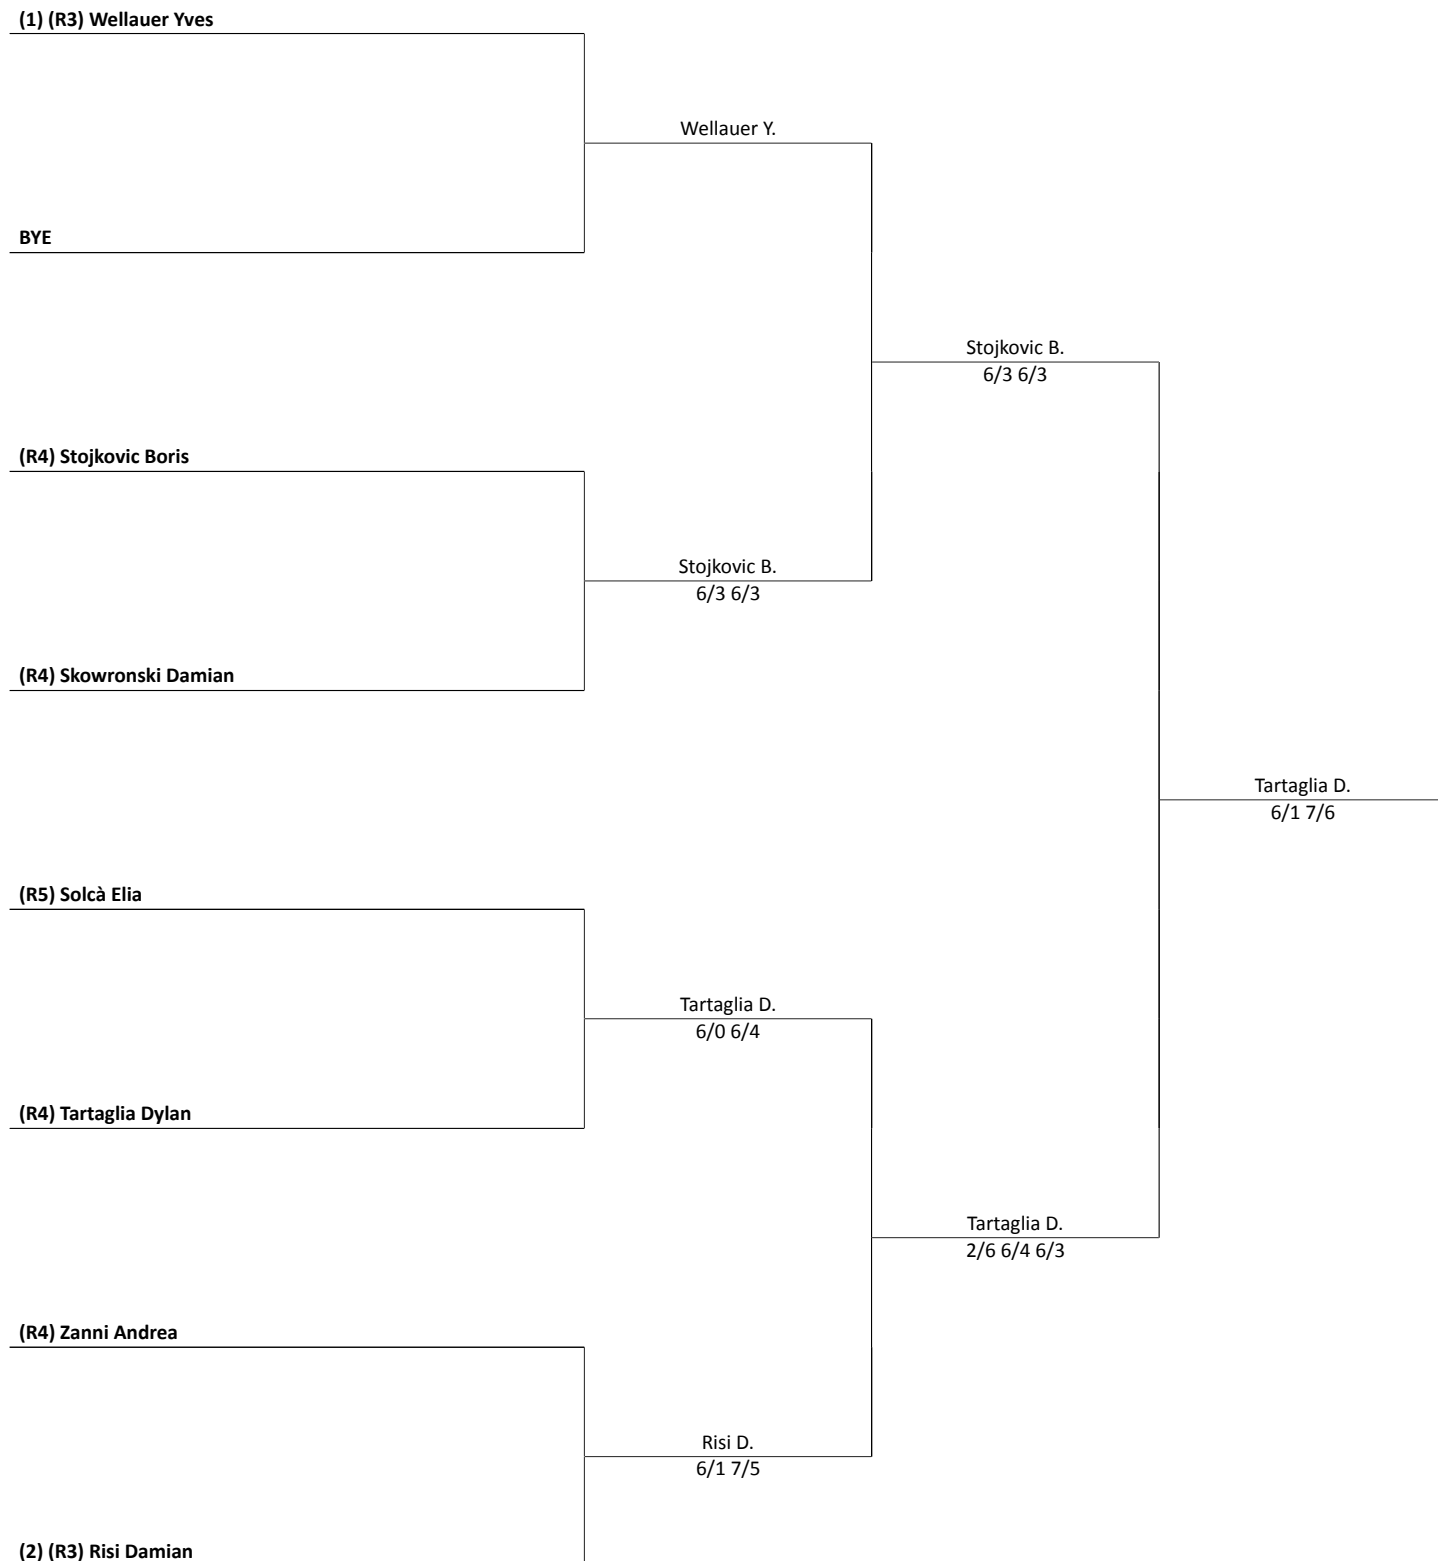 (1) (R3) Wellauer Yves
Wellauer Y.
BYE
Stojkovic B.
6/3 6/3
(R4) Stojkovic Boris
Stojkovic B.
6/3 6/3
(R4) Skowronski Damian
Tartaglia D.
6/1 7/6
(R5) Solcà Elia
Tartaglia D.
6/0 6/4
(R4) Tartaglia Dylan
Tartaglia D.
2/6 6/4 6/3
(R4) Zanni Andrea
Risi D.
6/1 7/5
(2) (R3) Risi Damian